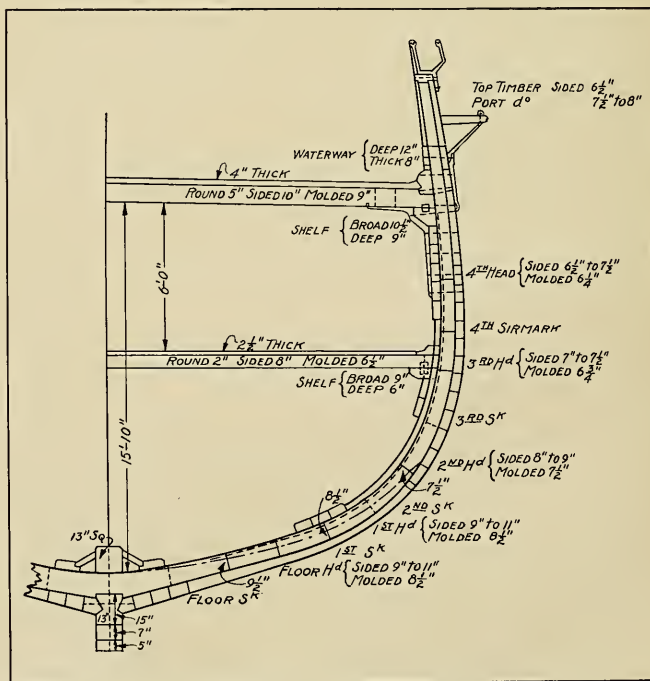 TOP TIMBER SIDED 6½"
PORT dº 7½" to 8"
WATERWAY { DEEP 12"
THICK 8"
4" THICK
ROUND 5" SIDED 10" MOLDED 9"
SHELF { BROAD 10½"
DEEP 9"
6'-0"
4TH HEAD { SIDED 6½" to 7½"
MOLDED 6¼"
4TH SIRMARK
2½" THICK
ROUND 2" SIDED 8" MOLDED 6½"
3RD Hd { SIDED 7" to 7½"
MOLDED 6¾"
SHELF { BROAD 9"
DEEP 6"
15'-10"
3RD SK
2ND Hd { SIDED 8" to 9"
MOLDED 7½"
7½"
8½"
2ND SK
1ST Hd { SIDED 9" to 11"
MOLDED 8½"
13" SQ
1ST SK
FLOOR Hd { SIDED 9" to 11"
MOLDED 8½"
9½"
FLOOR SK
13"
15"
7"
5"